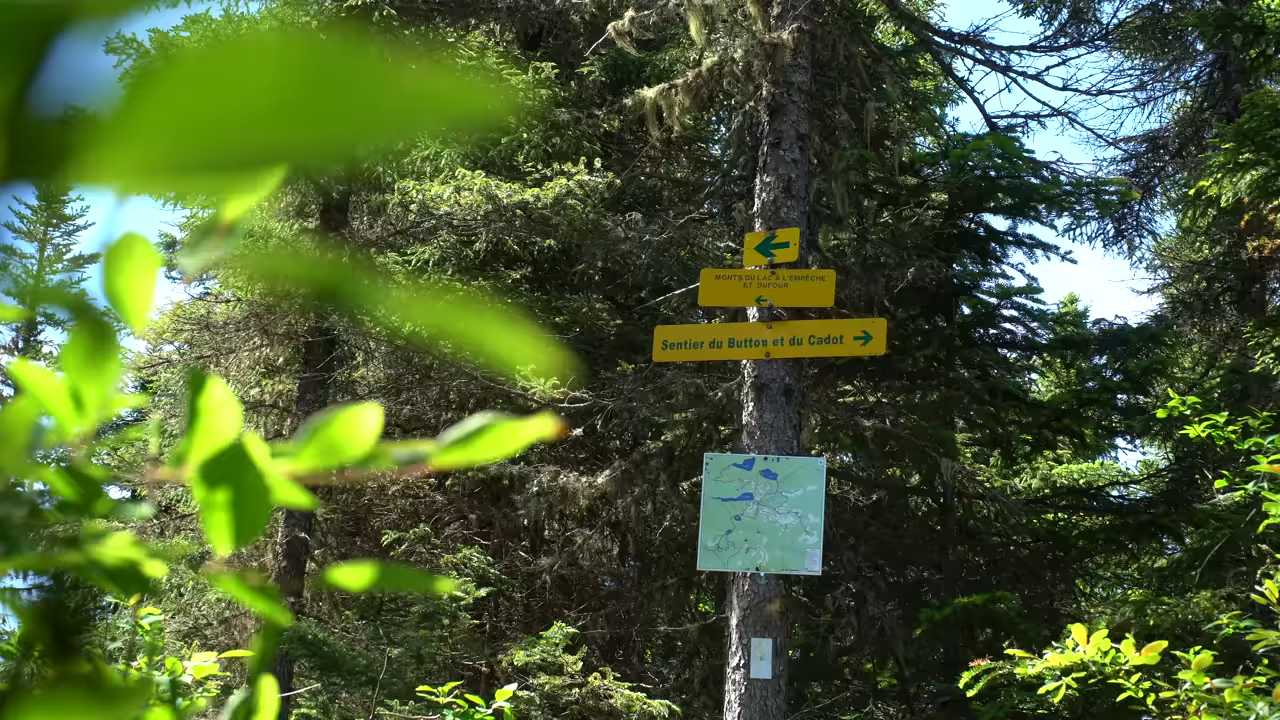 MONTS DU LAC À L'EMPÊCHE
ET DUFOUR
Sentier du Button et du Cadot